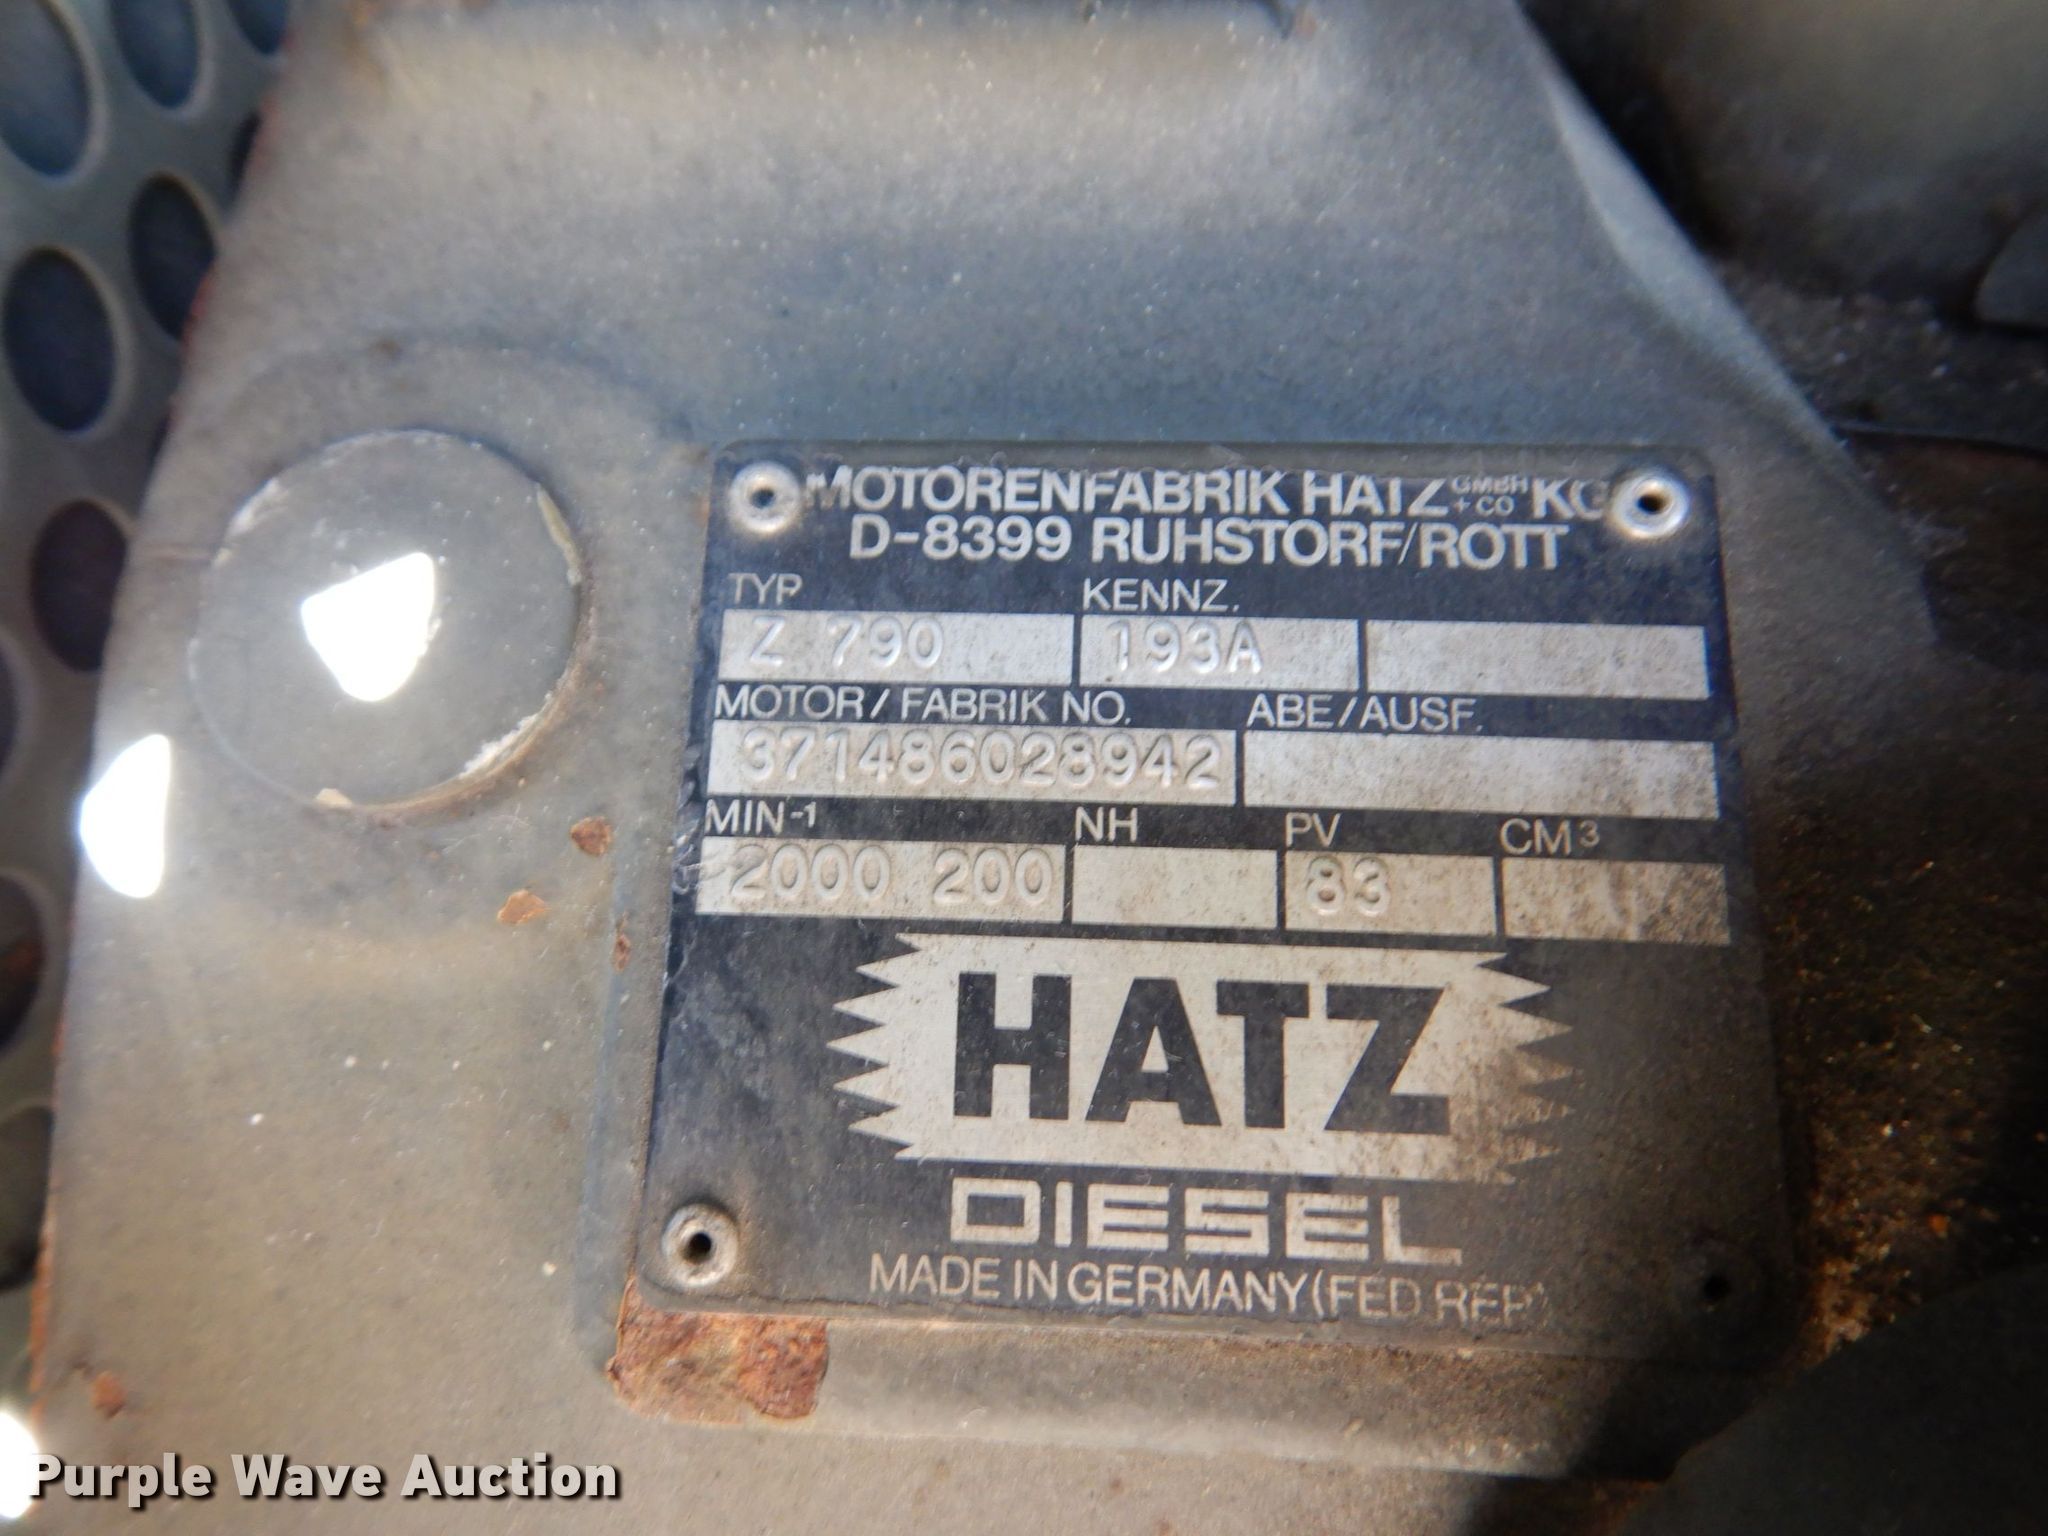 MOTORENFABRIK HATZ GMBH + CO KG
D-8399 RUHSTORF/ROTT
TYP KENNZ.
Z 790 193A
MOTOR/FABRIK NO. ABE/AUSF.
371486028942
MIN-1 NH PV CM³
2000 200 83
HATZ
DIESEL
MADE IN GERMANY (FED REP)
Purple Wave Auction